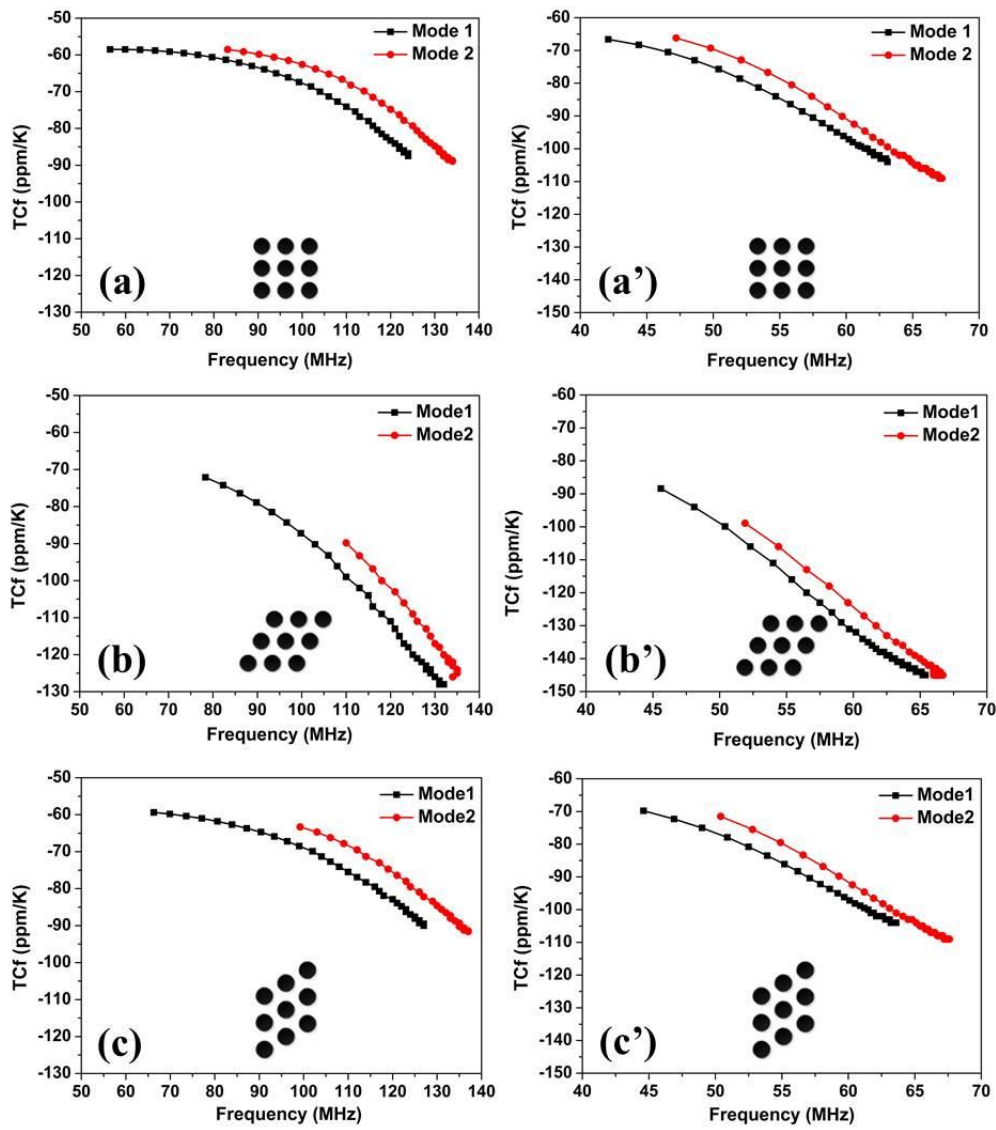 -50
-60
-70
-80
-90
-100
-110
-120
-130
TCf (ppm/K)
Mode 1
Mode 2
(a)
50 60 70 80 90 100 110 120 130 140
Frequency (MHz)
-60
-70
-80
-90
-100
-110
-120
-130
-140
-150
TCf (ppm/K)
Mode 1
Mode 2
(a')
40 45 50 55 60 65 70
Frequency (MHz)
-50
-60
-70
-80
-90
-100
-110
-120
-130
TCf (ppm/K)
Mode1
Mode2
(b)
50 60 70 80 90 100 110 120 130 140
Frequency (MHz)
-60
-70
-80
-90
-100
-110
-120
-130
-140
-150
TCf (ppm/K)
Mode1
Mode2
(b')
40 45 50 55 60 65 70
Frequency (MHz)
-50
-60
-70
-80
-90
-100
-110
-120
-130
TCf (ppm/K)
Mode1
Mode2
(c)
50 60 70 80 90 100 110 120 130 140
Frequency (MHz)
-60
-70
-80
-90
-100
-110
-120
-130
-140
-150
TCf (ppm/K)
Mode1
Mode2
(c')
40 45 50 55 60 65 70
Frequency (MHz)